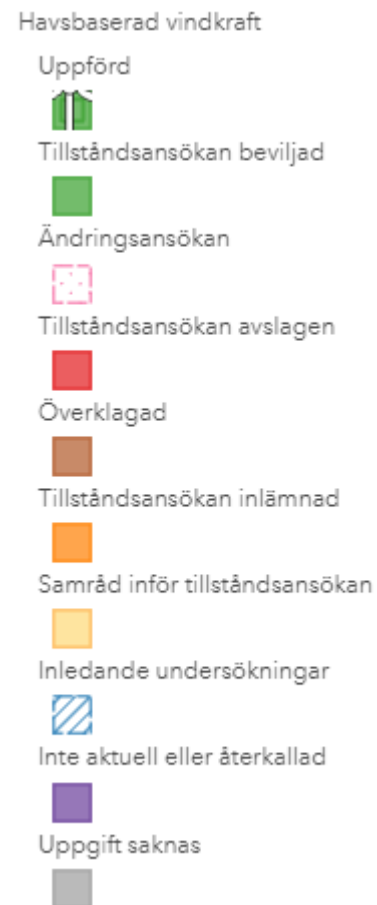 Havsbaserad vindkraft
Uppförd
Tillståndsansökan beviljad
Ändringsansökan
Tillståndsansökan avslagen
Överklagad
Tillståndsansökan inlämnad
Samråd inför tillståndsansökan
Inledande undersökningar
Inte aktuell eller återkallad
Uppgift saknas